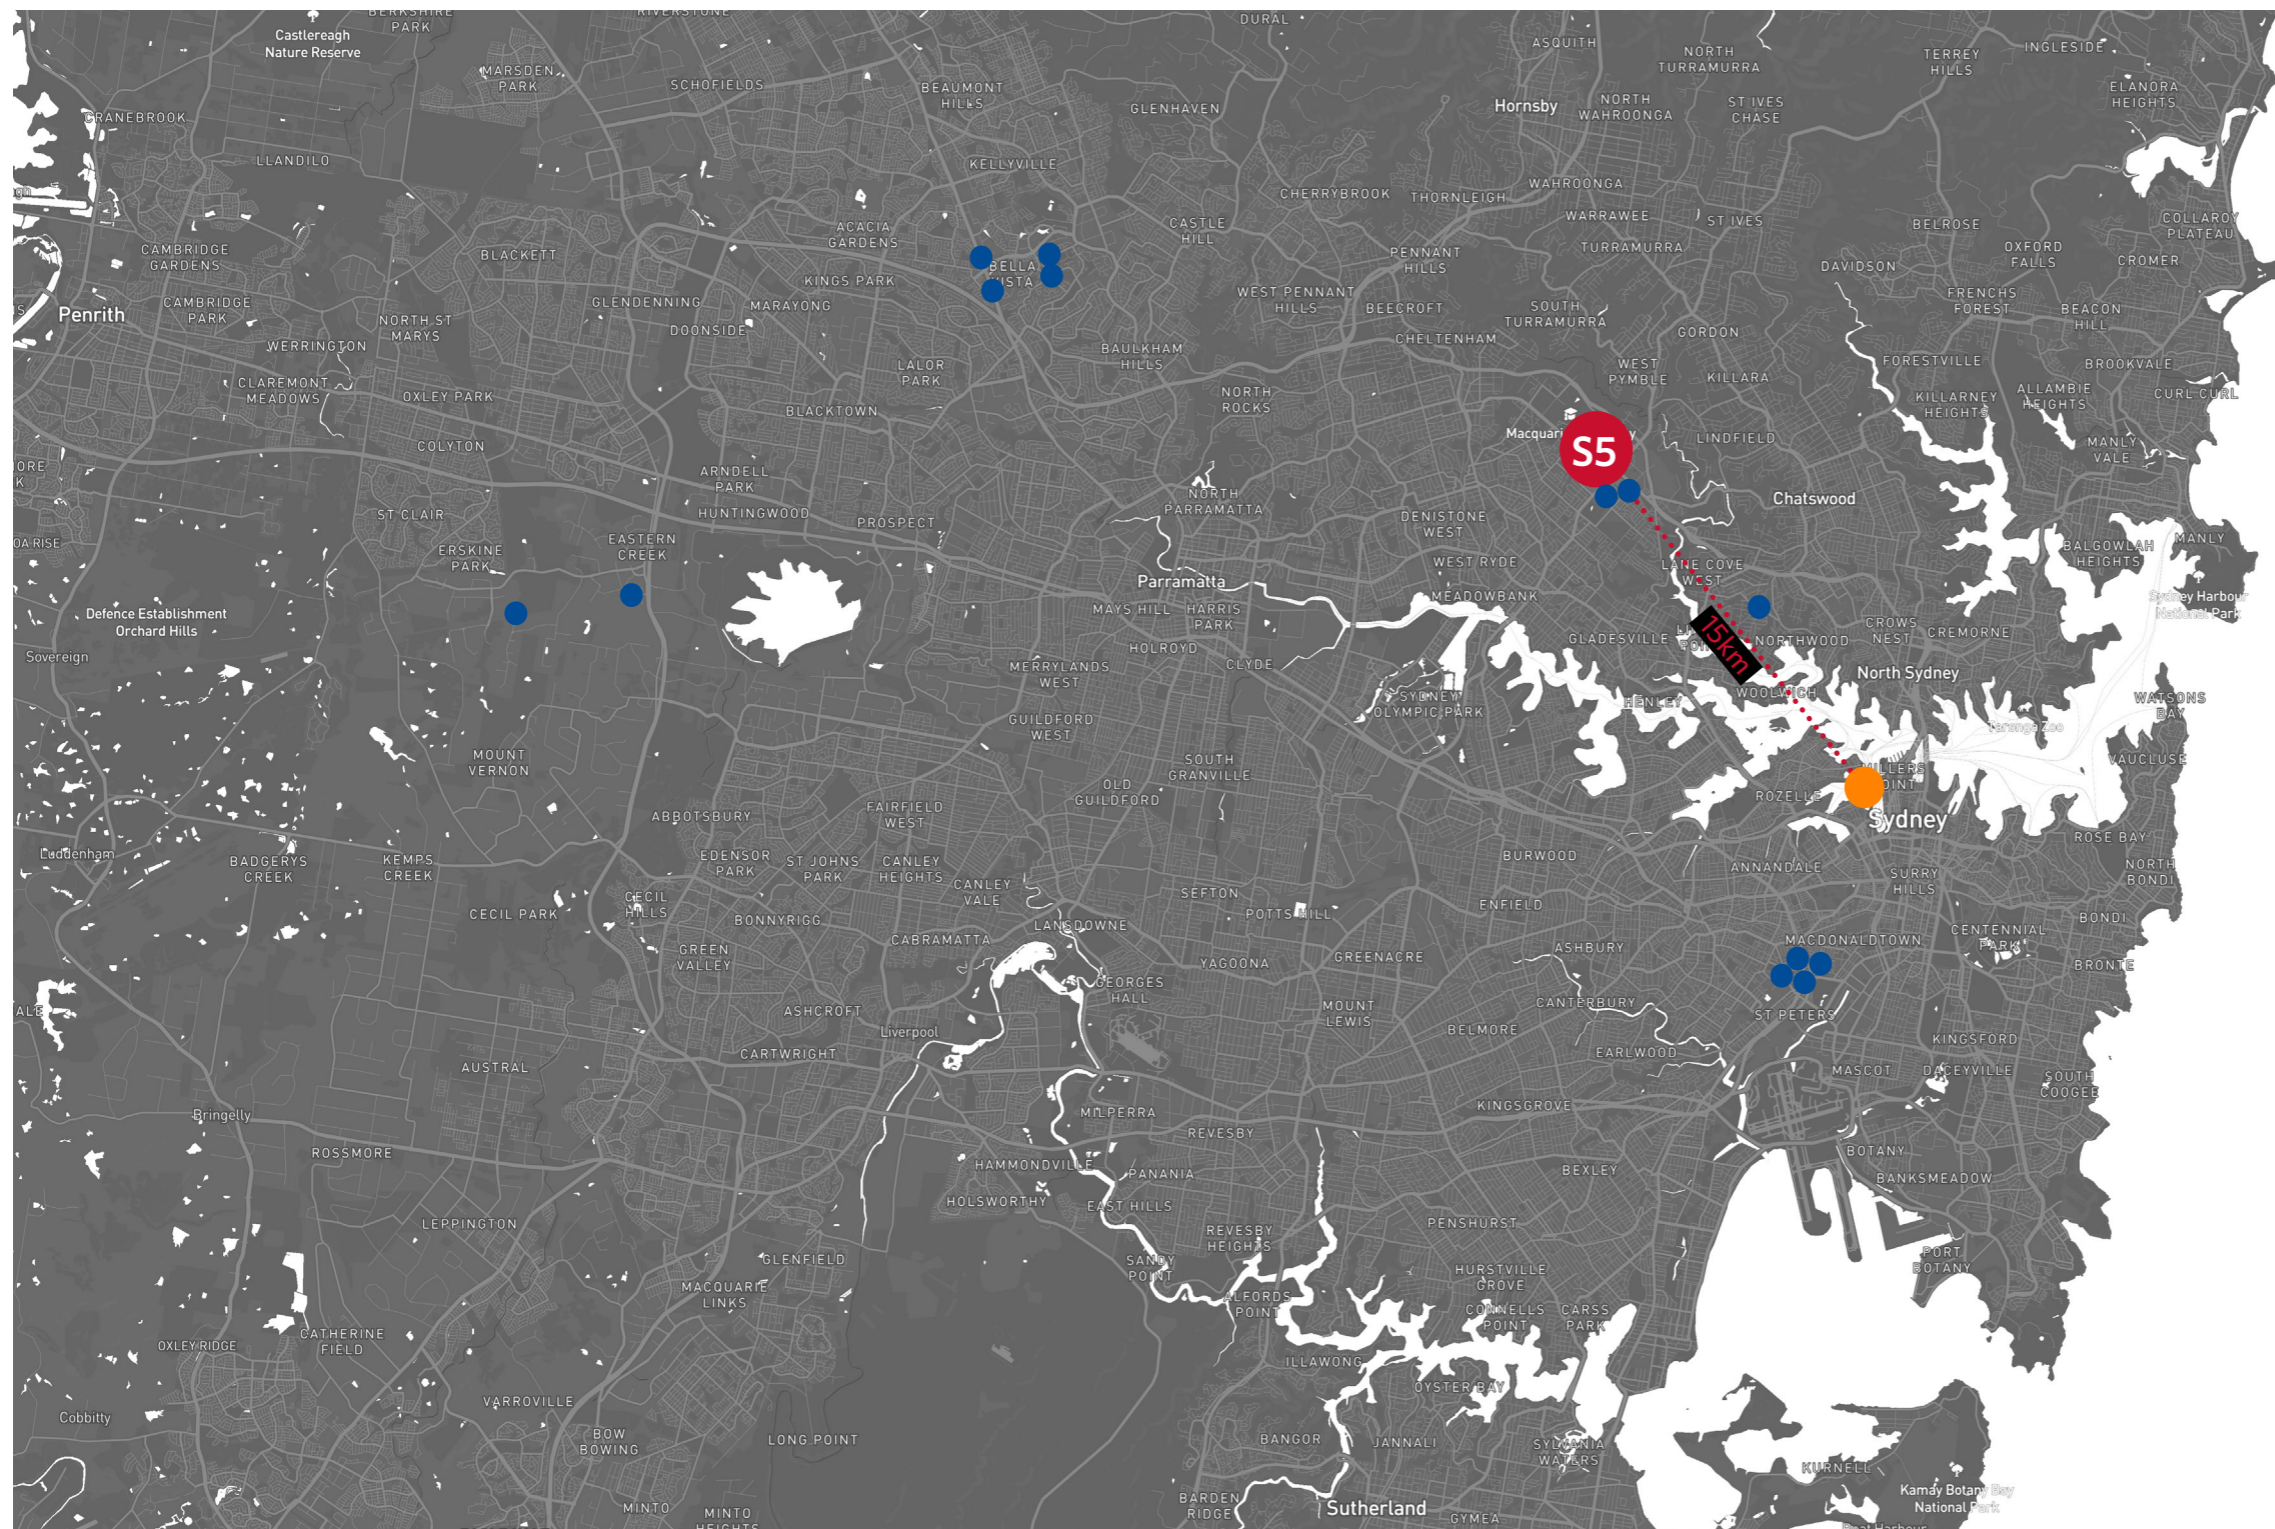 BERKSHIRE
PARK
RIVERSTONE
DURAL
Castlereagh
Nature Reserve
ASQUITH
NORTH
TURRAMURRA
TERREY
HILLS
INGLESIDE
MARSDEN
PARK
SCHOFIELDS
BEAUMONT
HILLS
GLENHAVEN
Hornsby
NORTH
WAHROONGA
ST IVES
CHASE
ELANORA
HEIGHTS
CRANEBROOK
LLANDILO
KELLYVILLE
CHERRYBROOK
THORNLEIGH
WAHROONGA
WARRAWEE
ST IVES
BELROSE
COLLAROY
PLATEAU
ACACIA
GARDENS
CASTLE
HILL
TURRAMURRA
OXFORD
FALLS
CROMER
CAMBRIDGE
GARDENS
BLACKETT
KINGS PARK
BELLA
VISTA
PENNANT
HILLS
DAVIDSON
Penrith
CAMBRIDGE
PARK
NORTH ST
MARYS
GLENDENNING
MARAYONG
DOONSIDE
WEST PENNANT
HILLS
BEECROFT
SOUTH
TURRAMURRA
FRENCHS
FOREST
BEACON
HILL
WERRINGTON
BAULKHAM
HILLS
CHELTENHAM
GORDON
CLAREMONT
MEADOWS
OXLEY PARK
LALOR
PARK
WEST
PYMBLE
KILLARA
FORESTVILLE
BROOKVALE
BLACKTOWN
NORTH
ROCKS
KILLARNEY
HEIGHTS
ALLAMBIE
HEIGHTS
CURL CURL
COLYTON
S5
LINDFIELD
MANLY
VALE
ARNDELL
PARK
NORTH
PARRAMATTA
Chatswood
ST CLAIR
HUNTINGWOOD
PROSPECT
DENISTONE
WEST
ERSKINE
PARK
EASTERN
CREEK
WEST RYDE
LANE COVE
WEST
BALGOWLAH
HEIGHTS
MANLY
Parramatta
Defence Establishment
Orchard Hills
MAYS HILL
HARRIS
PARK
MEADOWBANK
Sydney Harbour
National Park
15km
HOLROYD
GLADESVILLE
NORTHWOOD
CROWS
NEST
CREMORNE
Sovereign
MERRYLANDS
WEST
CLYDE
North Sydney
SYDNEY
OLYMPIC PARK
HENLEY
WOOLWICH
WATSONS
BAY
GUILDFORD
WEST
Taronga Zoo
MOUNT
VERNON
SOUTH
GRANVILLE
VAUCLUSE
OLD
GUILDFORD
ROZELLE
MILLERS
POINT
ABBOTSBURY
FAIRFIELD
WEST
Sydney
ROSE BAY
Luddenham
BADGERYS
CREEK
KEMPS
CREEK
EDENSOR
PARK
ST JOHNS
PARK
CANLEY
HEIGHTS
BURWOOD
ANNANDALE
SURRY
HILLS
NORTH
BONDI
CECIL PARK
CECIL
HILLS
CANLEY
VALE
SEFTON
POTTS HILL
ENFIELD
BONNYRIGG
LANSDOWNE
BONDI
GREEN
VALLEY
CABRAMATTA
YAGOONA
GREENACRE
ASHBURY
MACDONALDTOWN
CENTENNIAL
PARK
BRONTE
ASHCROFT
GEORGES
HALL
MOUNT
LEWIS
CANTERBURY
ST PETERS
Liverpool
BELMORE
KINGSFORD
CARTWRIGHT
EARLWOOD
AUSTRAL
MASCOT
DACEYVILLE
SOUTH
COOGEE
Bringelly
MILPERRA
KINGSGROVE
REVESBY
ROSSMORE
HAMMONDVILLE
PANANIA
BEXLEY
BOTANY
BANKSMEADOW
HOLSWORTHY
EAST HILLS
LEPPINGTON
REVESBY
HEIGHTS
PENSHURST
GLENFIELD
SANDY
POINT
PORT
BOTANY
MACQUARIE
LINKS
HURSTVILLE
GROVE
ALFORDS
POINT
CONNELLS
POINT
CARSS
PARK
OXLEY RIDGE
CATHERINE
FIELD
ILLAWONG
OYSTER BAY
Cobbitty
VARROVILLE
BOW
BOWING
LONG POINT
BANGOR
JANNALI
SYLVANIA
WATERS
KURNELL
MINTO
MINTO
HEIGHTS
BARDEN
RIDGE
Sutherland
GYMEA
Kamay Botany Bay
National Park